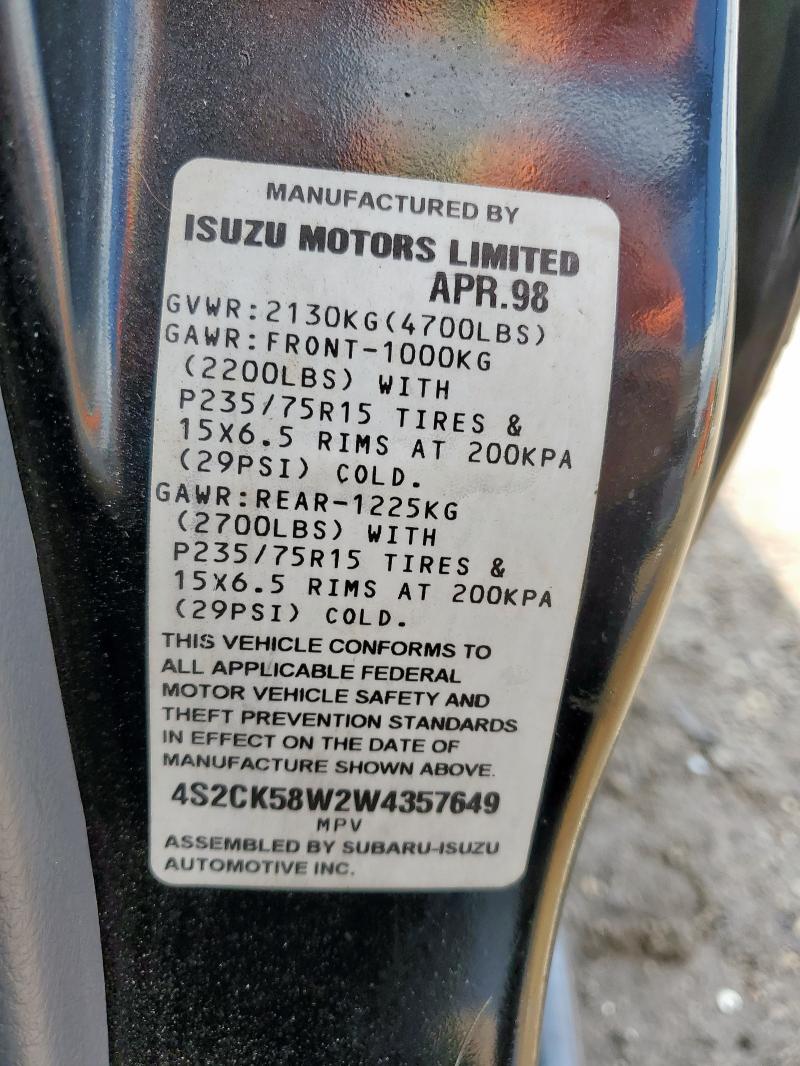 MANUFACTURED BY
ISUZU MOTORS LIMITED
APR.98
GVWR:2130KG(4700LBS)
GAWR:FRONT-1000KG
(2200LBS) WITH
P235/75R15 TIRES &
15X6.5 RIMS AT 200KPA
(29PSI) COLD.
GAWR:REAR-1225KG
(2700LBS) WITH
P235/75R15 TIRES &
15X6.5 RIMS AT 200KPA
(29PSI) COLD.
THIS VEHICLE CONFORMS TO
ALL APPLICABLE FEDERAL
MOTOR VEHICLE SAFETY AND
THEFT PREVENTION STANDARDS
IN EFFECT ON THE DATE OF
MANUFACTURE SHOWN ABOVE.
4S2CK58W2W4357649
MPV
ASSEMBLED BY SUBARU-ISUZU
AUTOMOTIVE INC.